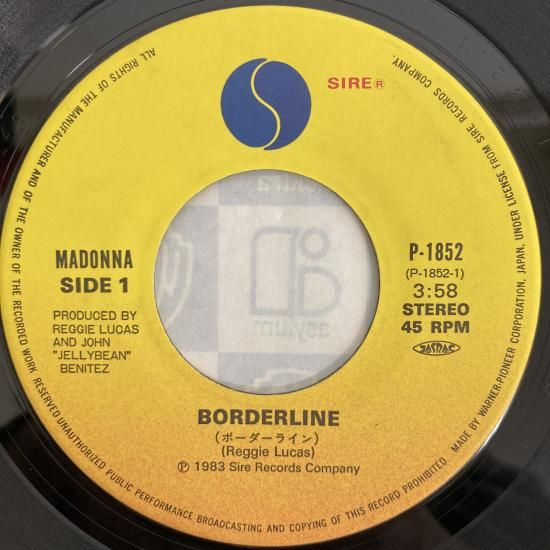 SIRE®
MADONNA
SIDE 1
PRODUCED BY
REGGIE LUCAS
AND JOHN
"JELLYBEAN"
BENITEZ
P-1852
(P-1852-1)
3:58
STEREO
45 RPM
JASRAC
BORDERLINE
(ボーダーライン)
(Reggie Lucas)
℗ 1983 Sire Records Company
ALL RIGHTS OF THE MANUFACTURER AND OF THE OWNER OF THE RECORDED WORK RESERVED UNAUTHORIZED PUBLIC PERFORMANCE BROADCASTING AND COPYING OF THIS RECORD PROHIBITED. MADE BY WARNER-PIONEER CORPORATION, JAPAN, UNDER LICENSE FROM SIRE RECORDS COMPANY.
asylum